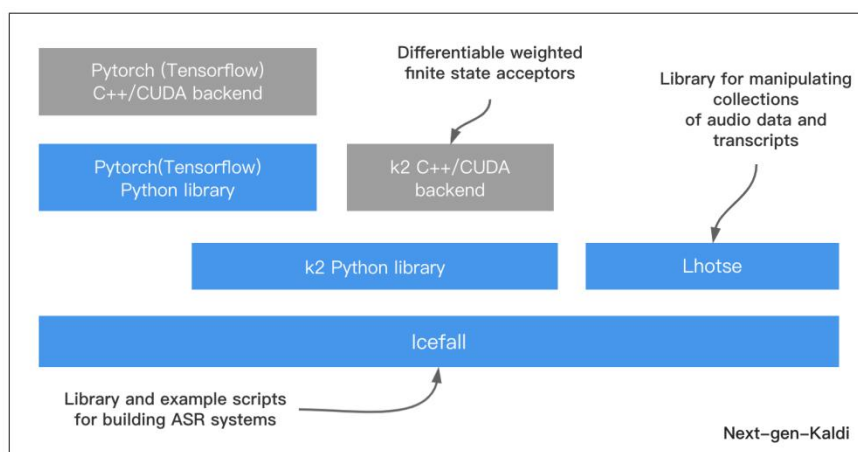 Pytorch (Tensorflow)
C++/CUDA backend
Differentiable weighted
finite state acceptors
Library for manipulating
collections
of audio data and
transcripts
Pytorch(Tensorflow)
Python library
k2 C++/CUDA
backend
k2 Python library
Lhotse
Icefall
Library and example scripts
for building ASR systems
Next-gen-Kaldi